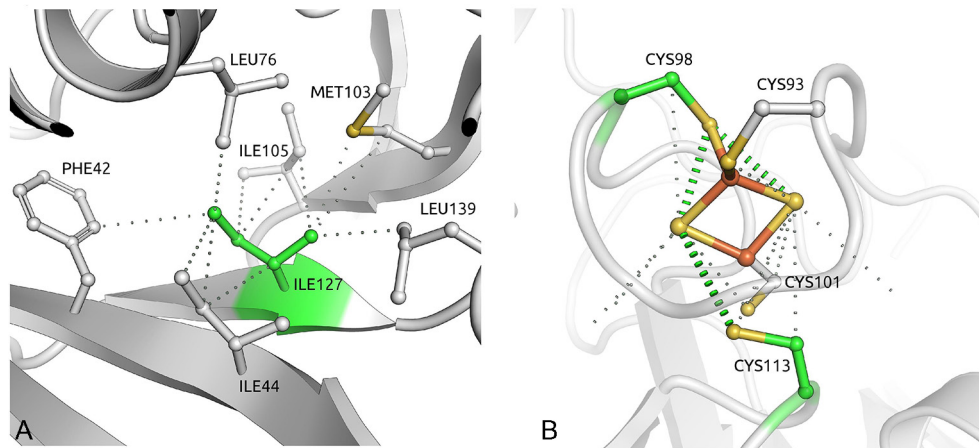 LEU76
MET103
PHE42
ILE105
LEU139
ILE127
ILE44
A
CYS98
CYS93
CYS101
CYS113
B